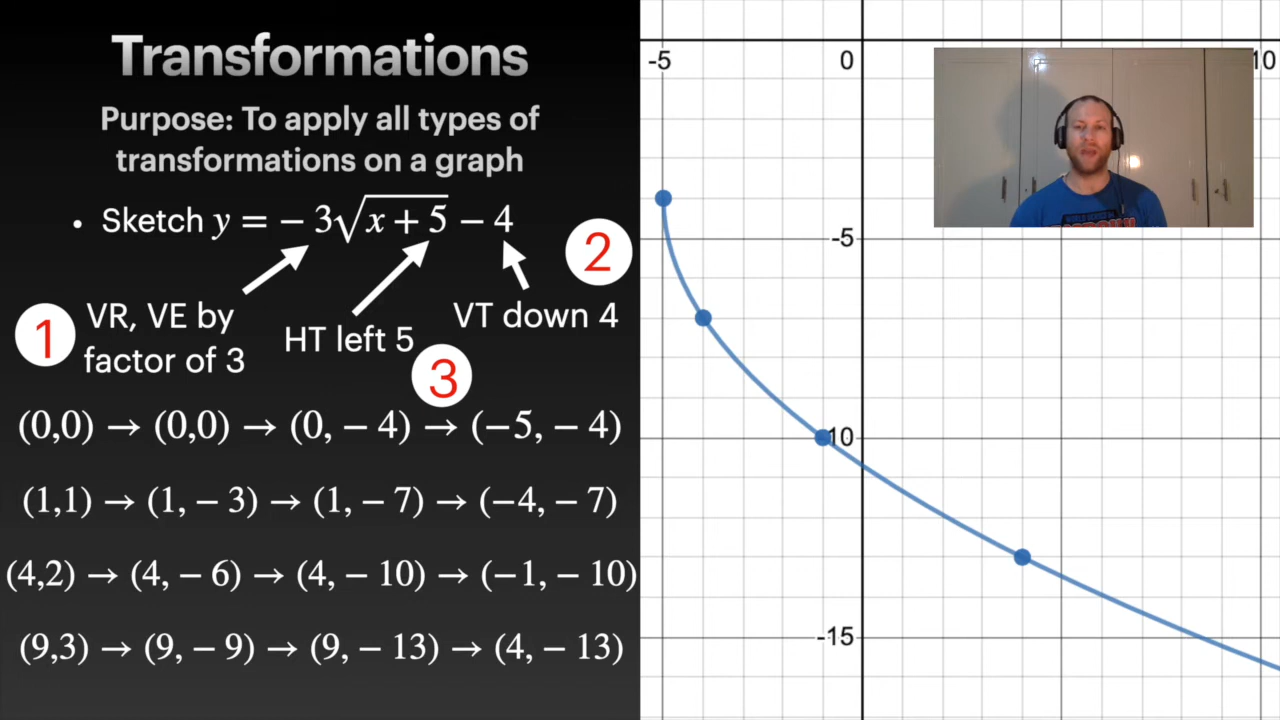 Transformations
Purpose: To apply all types of
transformations on a graph
• Sketch y = − 3√(x + 5) − 4
1
VR, VE by
factor of 3
HT left 5
3
VT down 4
2
(0,0) → (0,0) → (0, − 4) → (−5, − 4)
(1,1) → (1, − 3) → (1, − 7) → (−4, − 7)
(4,2) → (4, − 6) → (4, − 10) → (−1, − 10)
(9,3) → (9, − 9) → (9, − 13) → (4, − 13)
-5
0
10
-5
-10
-15